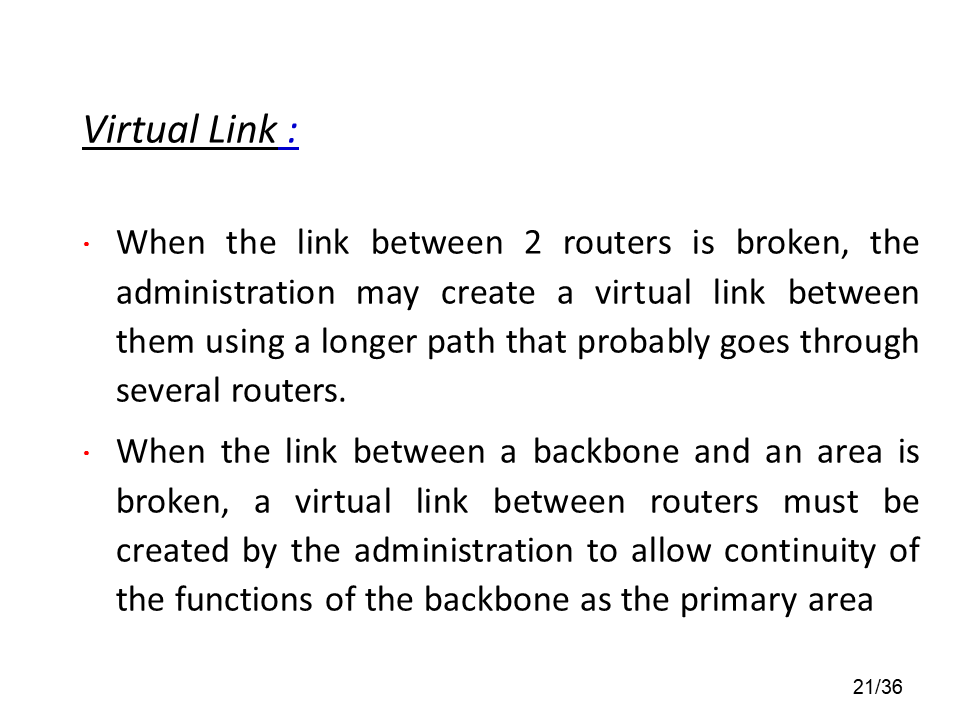 Virtual Link :
· When the link between 2 routers is broken, the
administration may create a virtual link between
them using a longer path that probably goes through
several routers.
· When the link between a backbone and an area is
broken, a virtual link between routers must be
created by the administration to allow continuity of
the functions of the backbone as the primary area
21/36